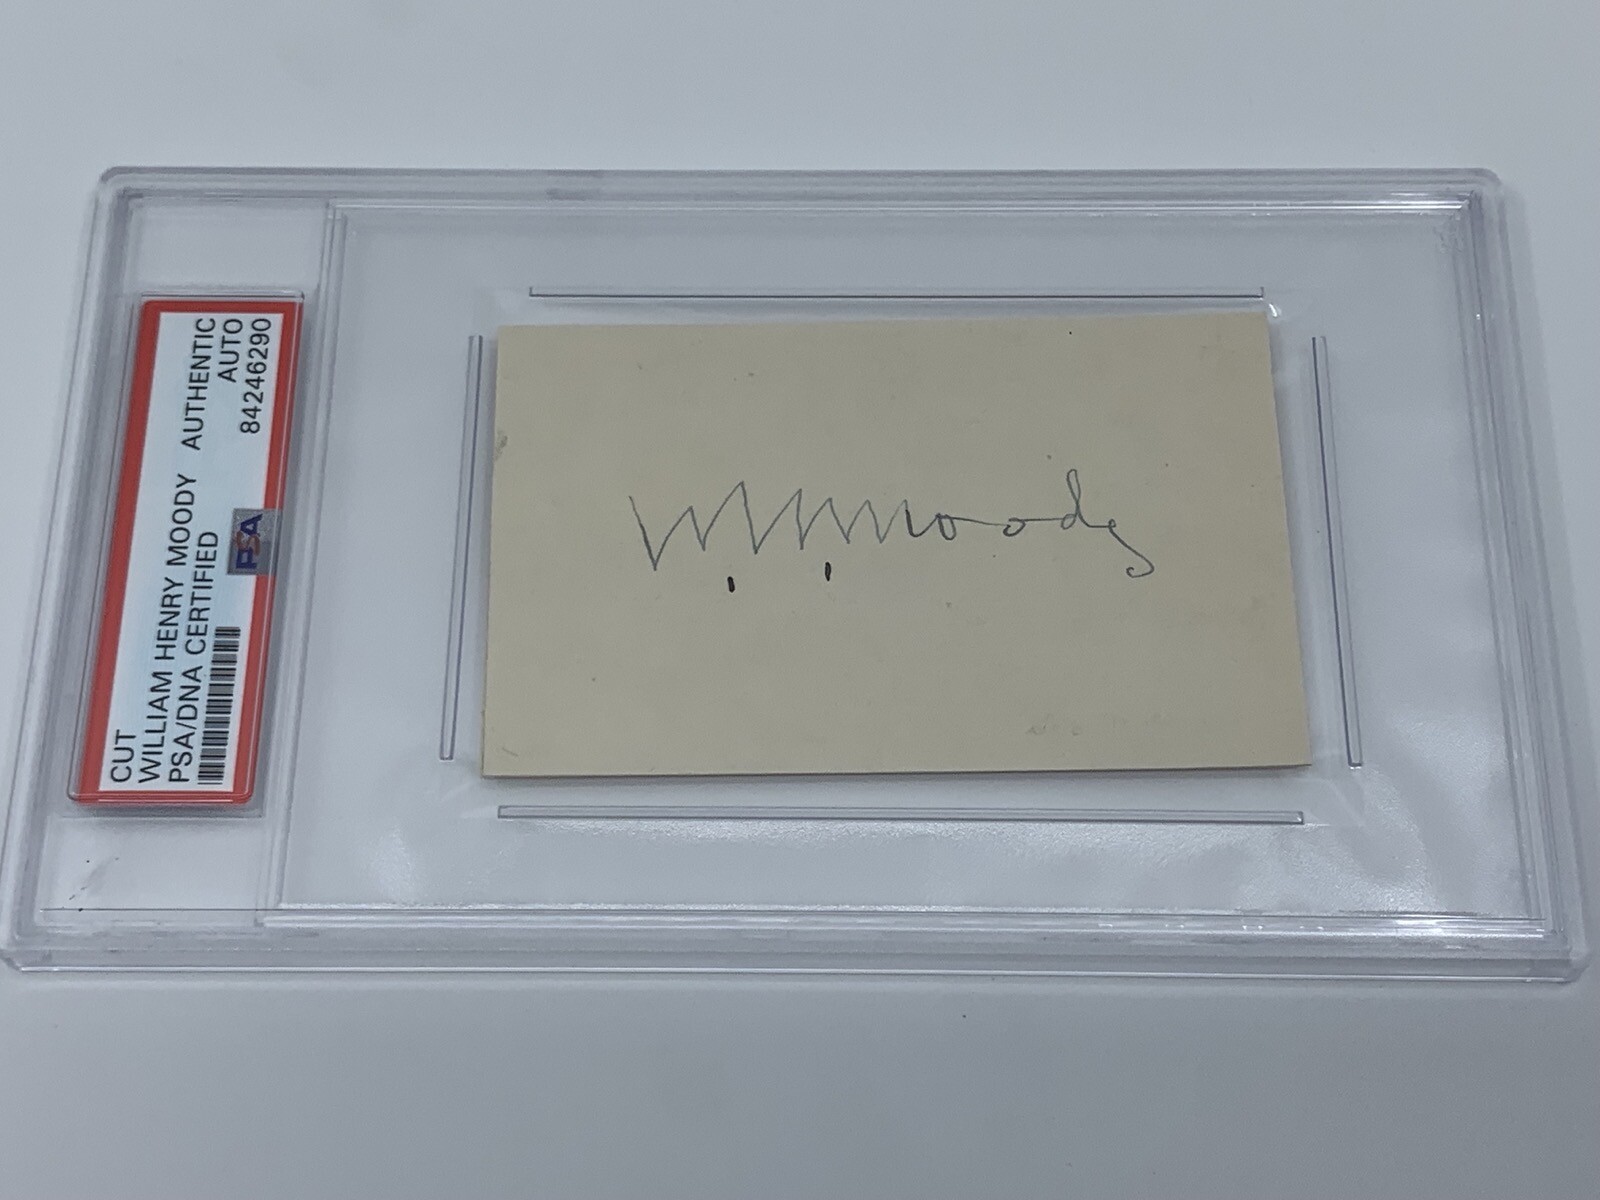 CUT
WILLIAM HENRY MOODY AUTHENTIC
PSA/DNA CERTIFIED AUTO
84246290
PSA
W. H. Moody